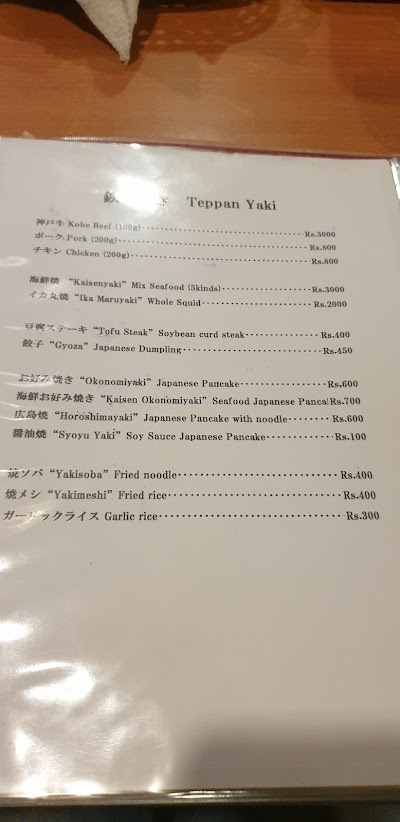 鉄 Teppan Yaki
神戸牛 Kobe Beef (100g)・・・・・・・・・・・・・・・・・・・・・・・・・・・・・・・・・・・・Rs.3000
ポーク Pork (200g)・・・・・・・・・・・・・・・・・・・・・・・・・・・・・・・・・・・・・・Rs.800
チキン Chicken (200g)・・・・・・・・・・・・・・・・・・・・・・・・・・・・・・・・・・・Rs.800
海鮮焼 “Kaisenyaki” Mix Seafood (5kinds)・・・・・・・・・・・・・・・・・・・Rs.3000
イカ丸焼 “Ika Maruyaki” Whole Squid・・・・・・・・・・・・・・・・・・・・・・Rs.2000
豆腐ステーキ “Tofu Steak” Soybean curd steak・・・・・・・・・・・・・Rs.400
餃子 “Gyoza” Japanese Dumpling・・・・・・・・・・・・・・・・・・・・・・・・・Rs.450
お好み焼き “Okonomiyaki” Japanese Pancake・・・・・・・・・・・・・・・Rs,600
海鮮お好み焼き “Kaisen Okonomiyaki” Seafood Japanese PancaRs.700
広島焼 “Horoshimayaki” Japanese Pancake with noodle・・・・・・・・Rs.600
醤油焼 “Syoyu Yaki” Soy Sauce Japanese Pancake・・・・・・・・・・・・Rs.100
焼ソバ “Yakisoba” Fried noodle・・・・・・・・・・・・・・・・・・・・・・・・・・・Rs.400
焼メシ “Yakimeshi” Fried rice・・・・・・・・・・・・・・・・・・・・・・・・・・・・・Rs.400
ガーリックライス Garlic rice・・・・・・・・・・・・・・・・・・・・・・・・・・・・・・Rs.300